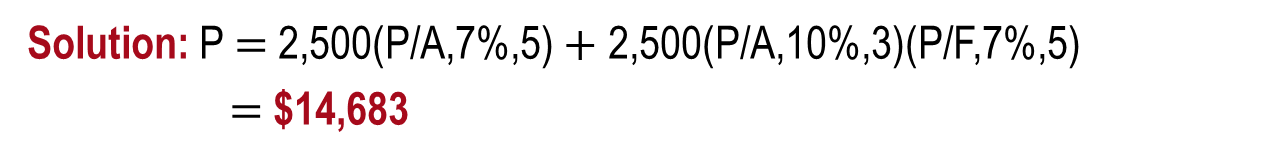 Solution: P = 2,500(P/A,7%,5) + 2,500(P/A,10%,3)(P/F,7%,5)
= $14,683